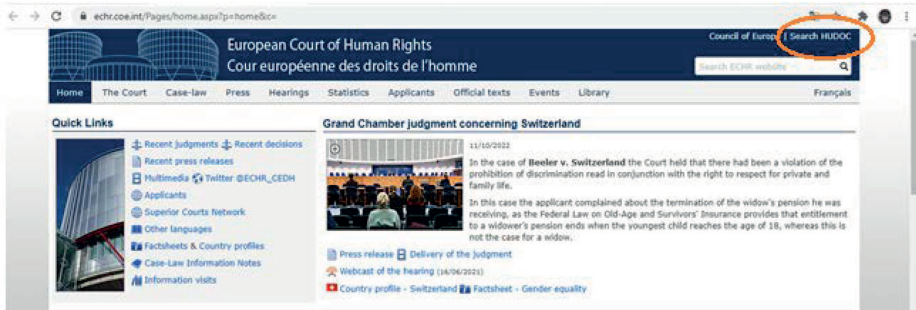 echr.coe.int/Pages/home.aspx?p=home&c=
Council of Europe | Search HUDOC
European Court of Human Rights
Cour européenne des droits de l'homme
Search ECHR website
Home The Court Case-law Press Hearings Statistics Applicants Official texts Events Library Français
Quick Links
Recent judgments Recent decisions
Recent press releases
Multimedia Twitter @ECHR_CEDH
Applicants
Superior Courts Network
Other languages
Factsheets & Country profiles
Case-Law Information Notes
Information visits
Grand Chamber judgment concerning Switzerland
11/10/2022
In the case of Beeler v. Switzerland the Court held that there had been a violation of the
prohibition of discrimination read in conjunction with the right to respect for private and
family life.
In this case the applicant complained about the termination of the widow's pension he was
receiving, as the Federal Law on Old-Age and Survivors' Insurance provides that entitlement
to a widower's pension ends when the youngest child reaches the age of 18, whereas this is
not the case for a widow.
Press release Delivery of the judgment
Webcast of the hearing (16/06/2021)
Country profile - Switzerland Factsheet - Gender equality